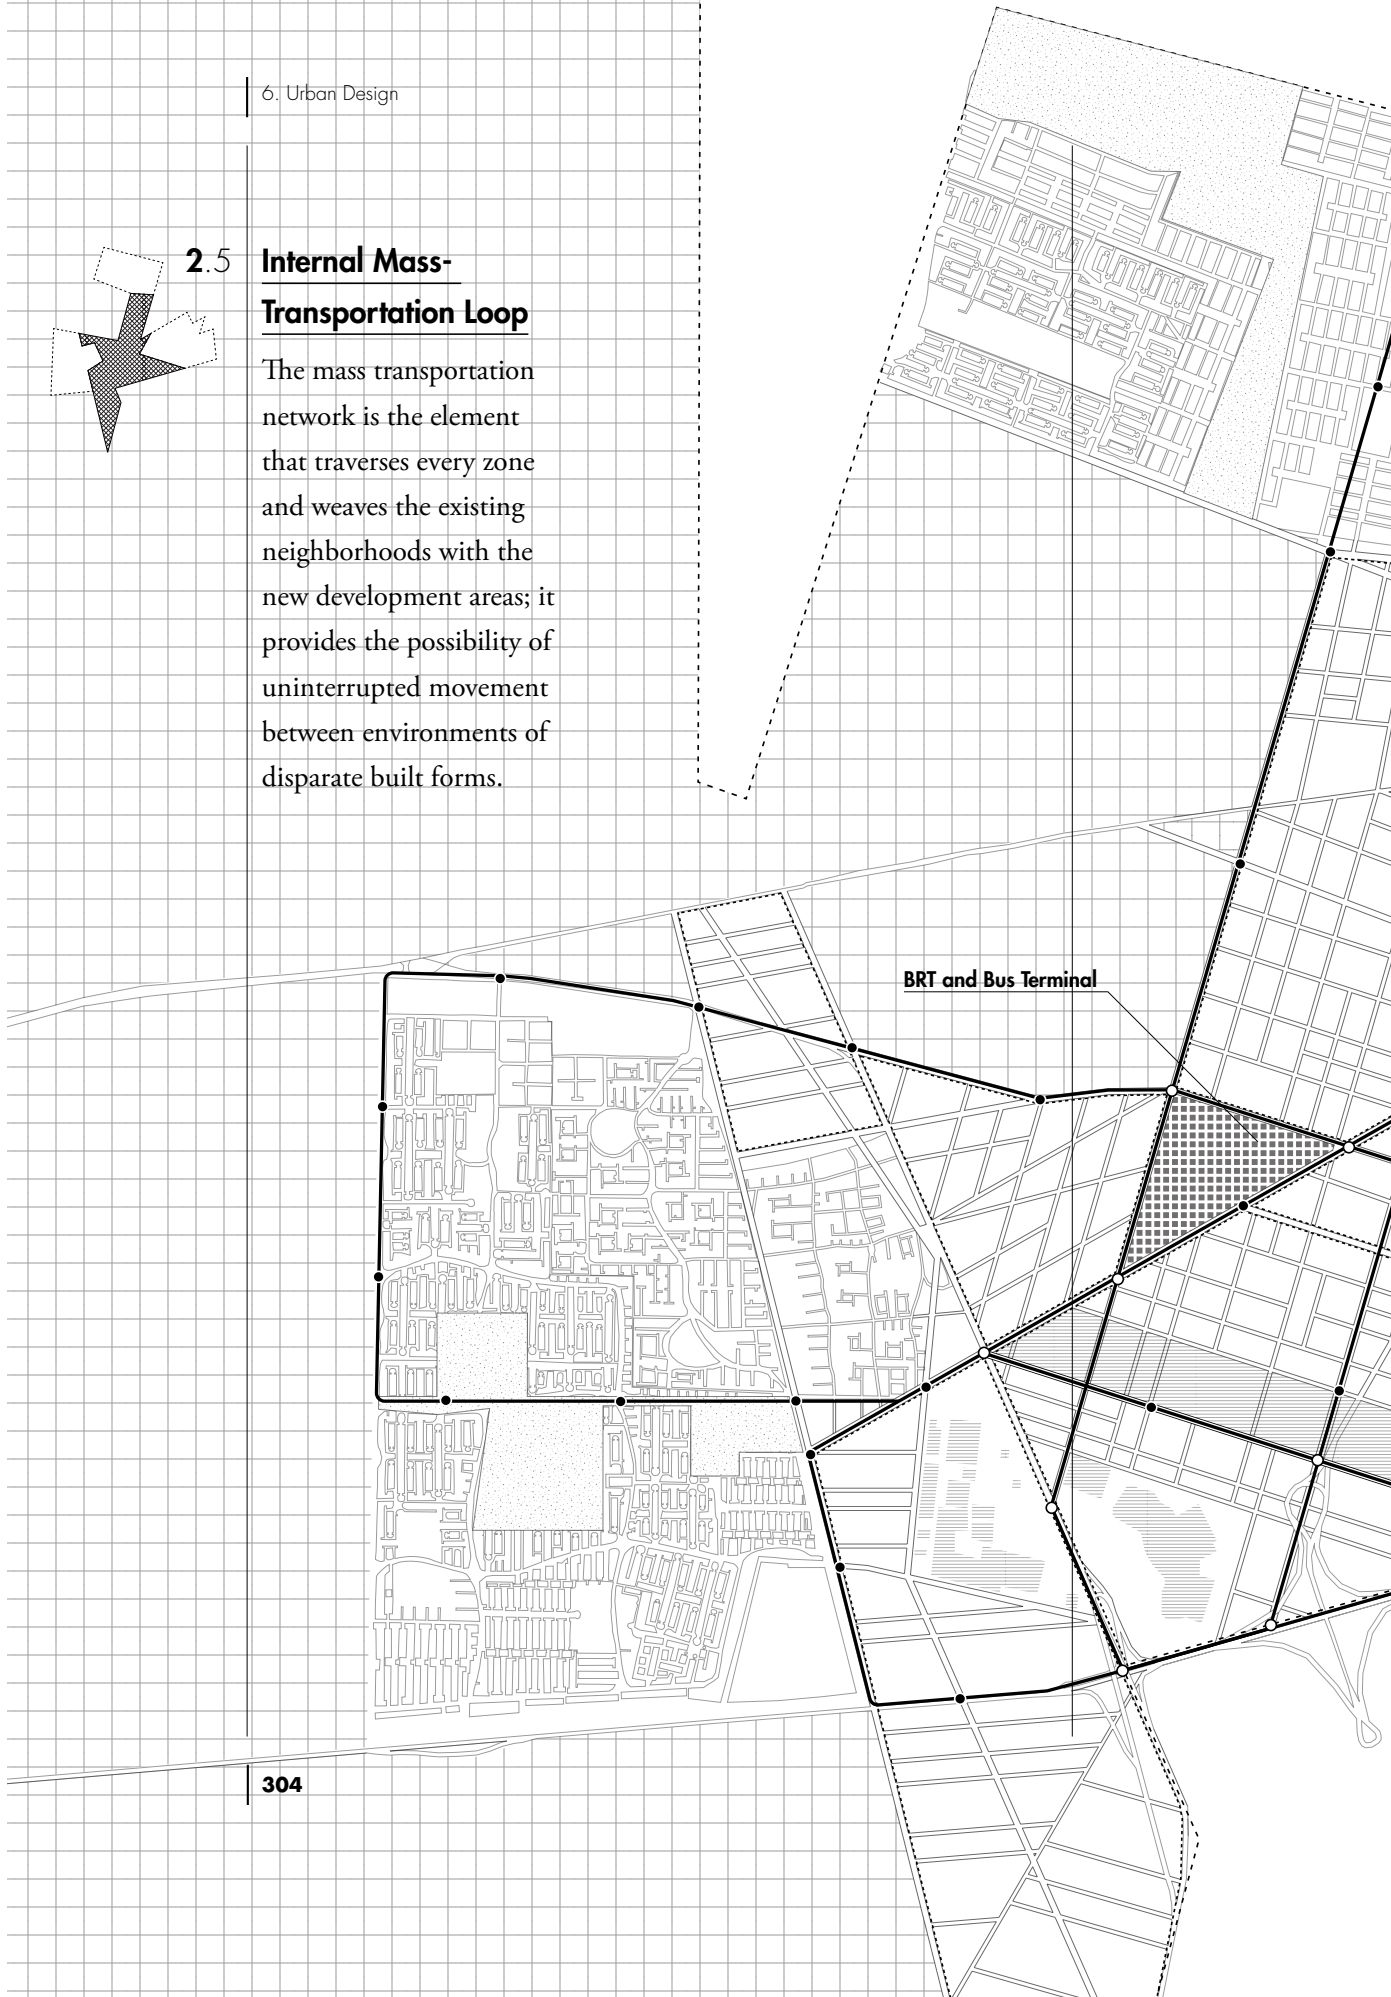 6. Urban Design
2.5 Internal Mass-
Transportation Loop
The mass transportation
network is the element
that traverses every zone
and weaves the existing
neighborhoods with the
new development areas; it
provides the possibility of
uninterrupted movement
between environments of
disparate built forms.
BRT and Bus Terminal
304